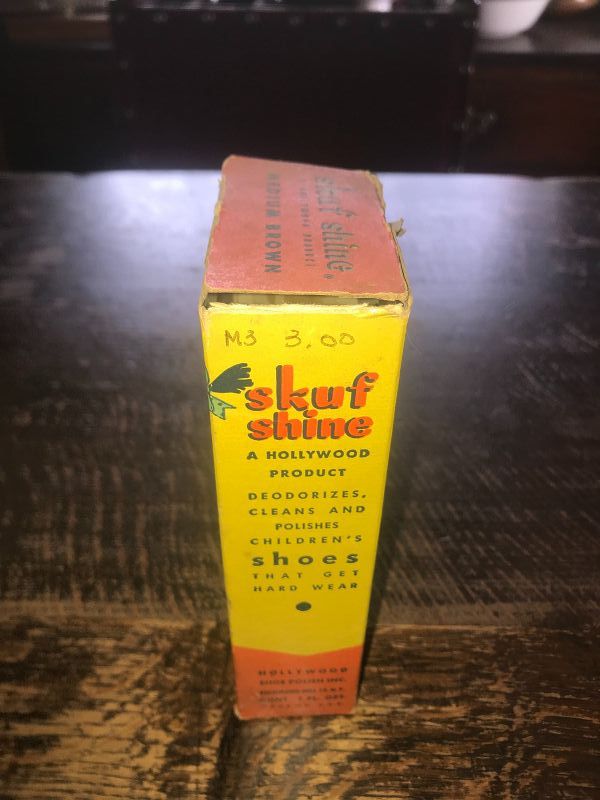 skuf shine.
MEDIUM BROWN
M3 3.00
skuf
shine
A HOLLYWOOD
PRODUCT
DEODORIZES,
CLEANS AND
POLISHES
CHILDREN'S
shoes
THAT GET
HARD WEAR
HOLLYWOOD
SHOE POLISH INC.